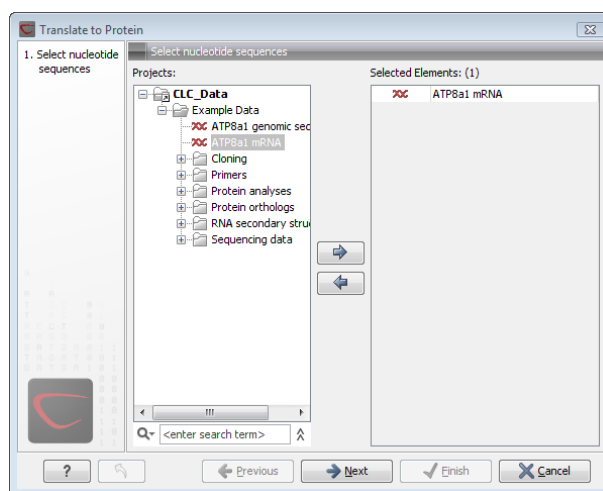 Translate to Protein
1. Select nucleotide sequences
Select nucleotide sequences
Projects:
CLC_Data
Example Data
ATP8a1 genomic sec
ATP8a1 mRNA
Cloning
Primers
Protein analyses
Protein orthologs
RNA secondary stru
Sequencing data
<enter search term>
Selected Elements: (1)
ATP8a1 mRNA
?
Previous
Next
Finish
Cancel